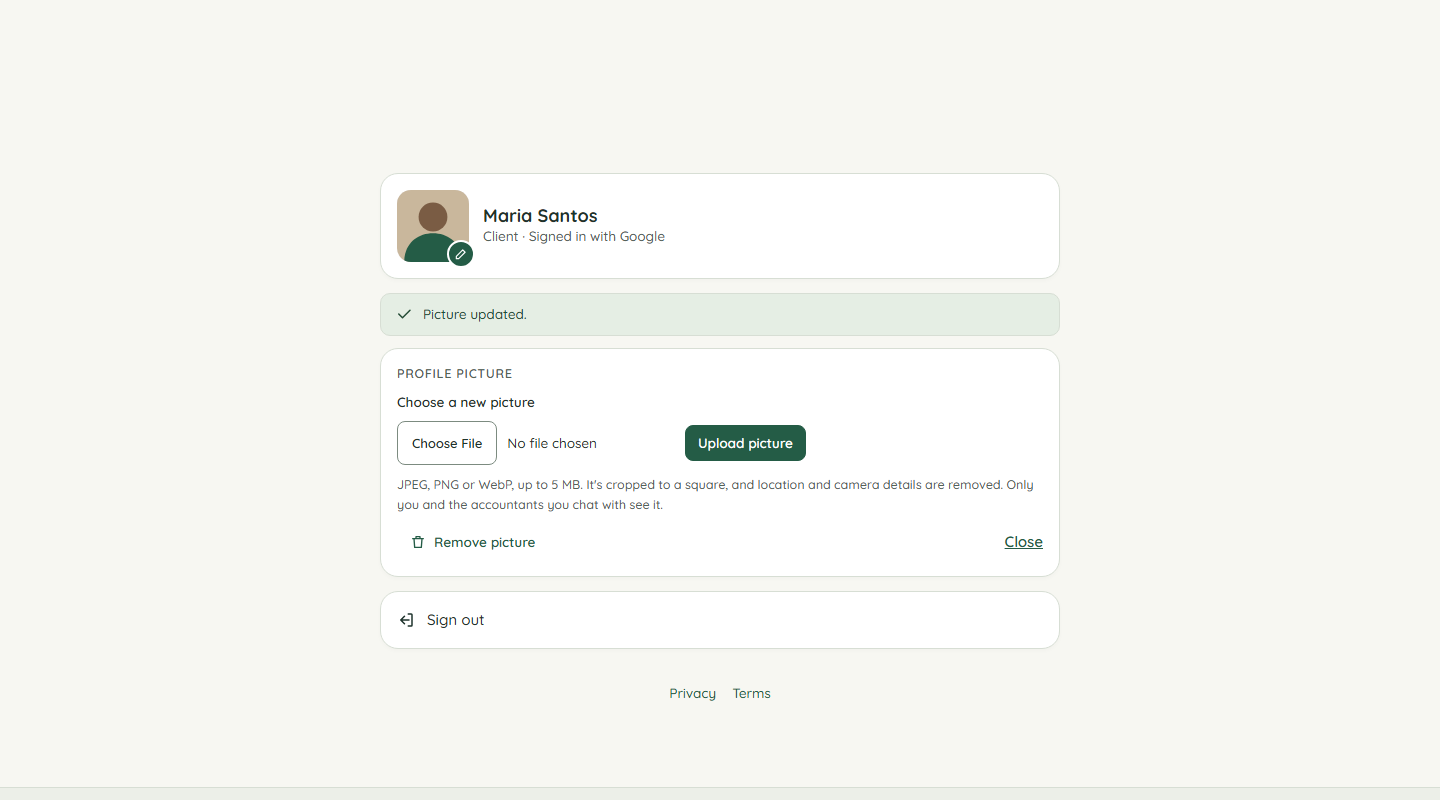 Maria Santos
Client · Signed in with Google
Picture updated.
PROFILE PICTURE
Choose a new picture
Choose File No file chosen Upload picture
JPEG, PNG or WebP, up to 5 MB. It's cropped to a square, and location and camera details are removed. Only
you and the accountants you chat with see it.
Remove picture Close
Sign out
Privacy Terms